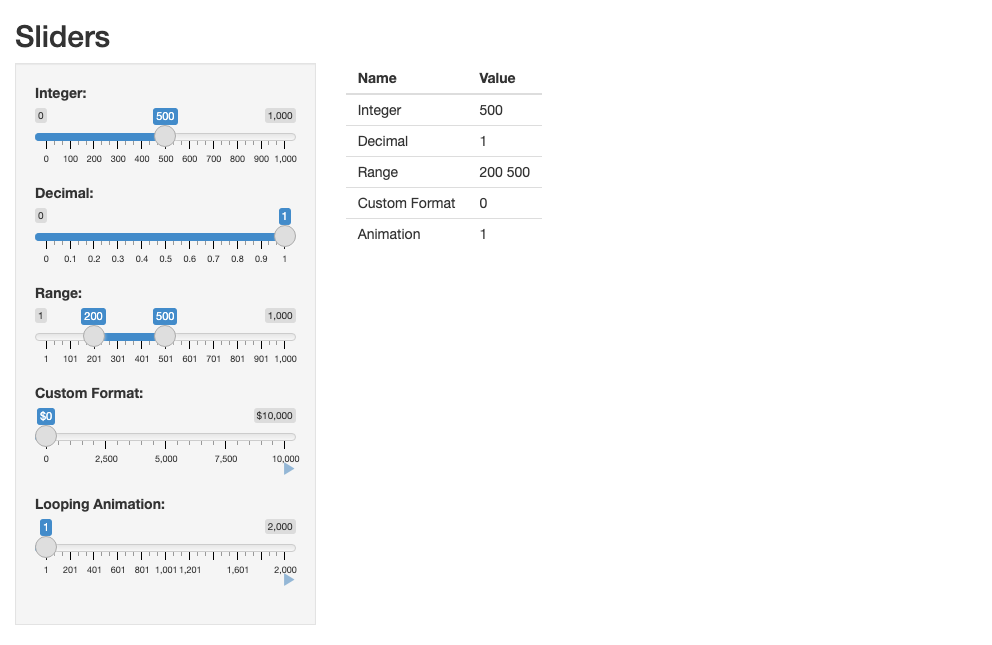 Sliders
Integer:
0 500 1,000
0 100 200 300 400 500 600 700 800 900 1,000
Decimal:
0 1
0 0.1 0.2 0.3 0.4 0.5 0.6 0.7 0.8 0.9 1
Range:
1 200 500 1,000
1 101 201 301 401 501 601 701 801 901 1,000
Custom Format:
$0 $10,000
0 2,500 5,000 7,500 10,000
Looping Animation:
1 2,000
1 201 401 601 801 1,001 1,201 1,601 2,000
Name Value
Integer 500
Decimal 1
Range 200 500
Custom Format 0
Animation 1